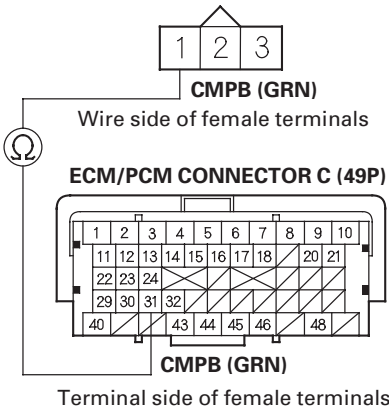 1 2 3
CMPB (GRN)
Wire side of female terminals
Ω
ECM/PCM CONNECTOR C (49P)
1 2 3 4 5 6 7 8 9 10
11 12 13 14 15 16 17 18 20 21
22 23 24
29 30 31 32
40 43 44 45 46 48
CMPB (GRN)
Terminal side of female terminals